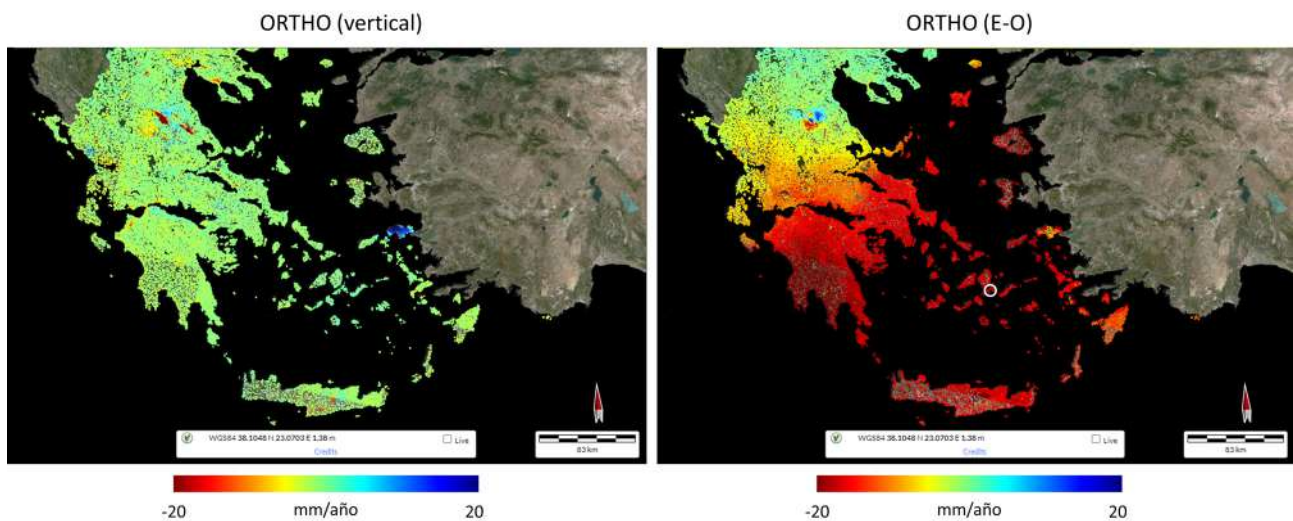 ORTHO (vertical)
ORTHO (E-O)
WGS84 38.1048 N 23.0703 E 1.38 m
Live
Credits
83 km
WGS84 38.1048 N 23.0703 E 1.38 m
Live
Credits
83 km
-20
mm/año
20
-20
mm/año
20